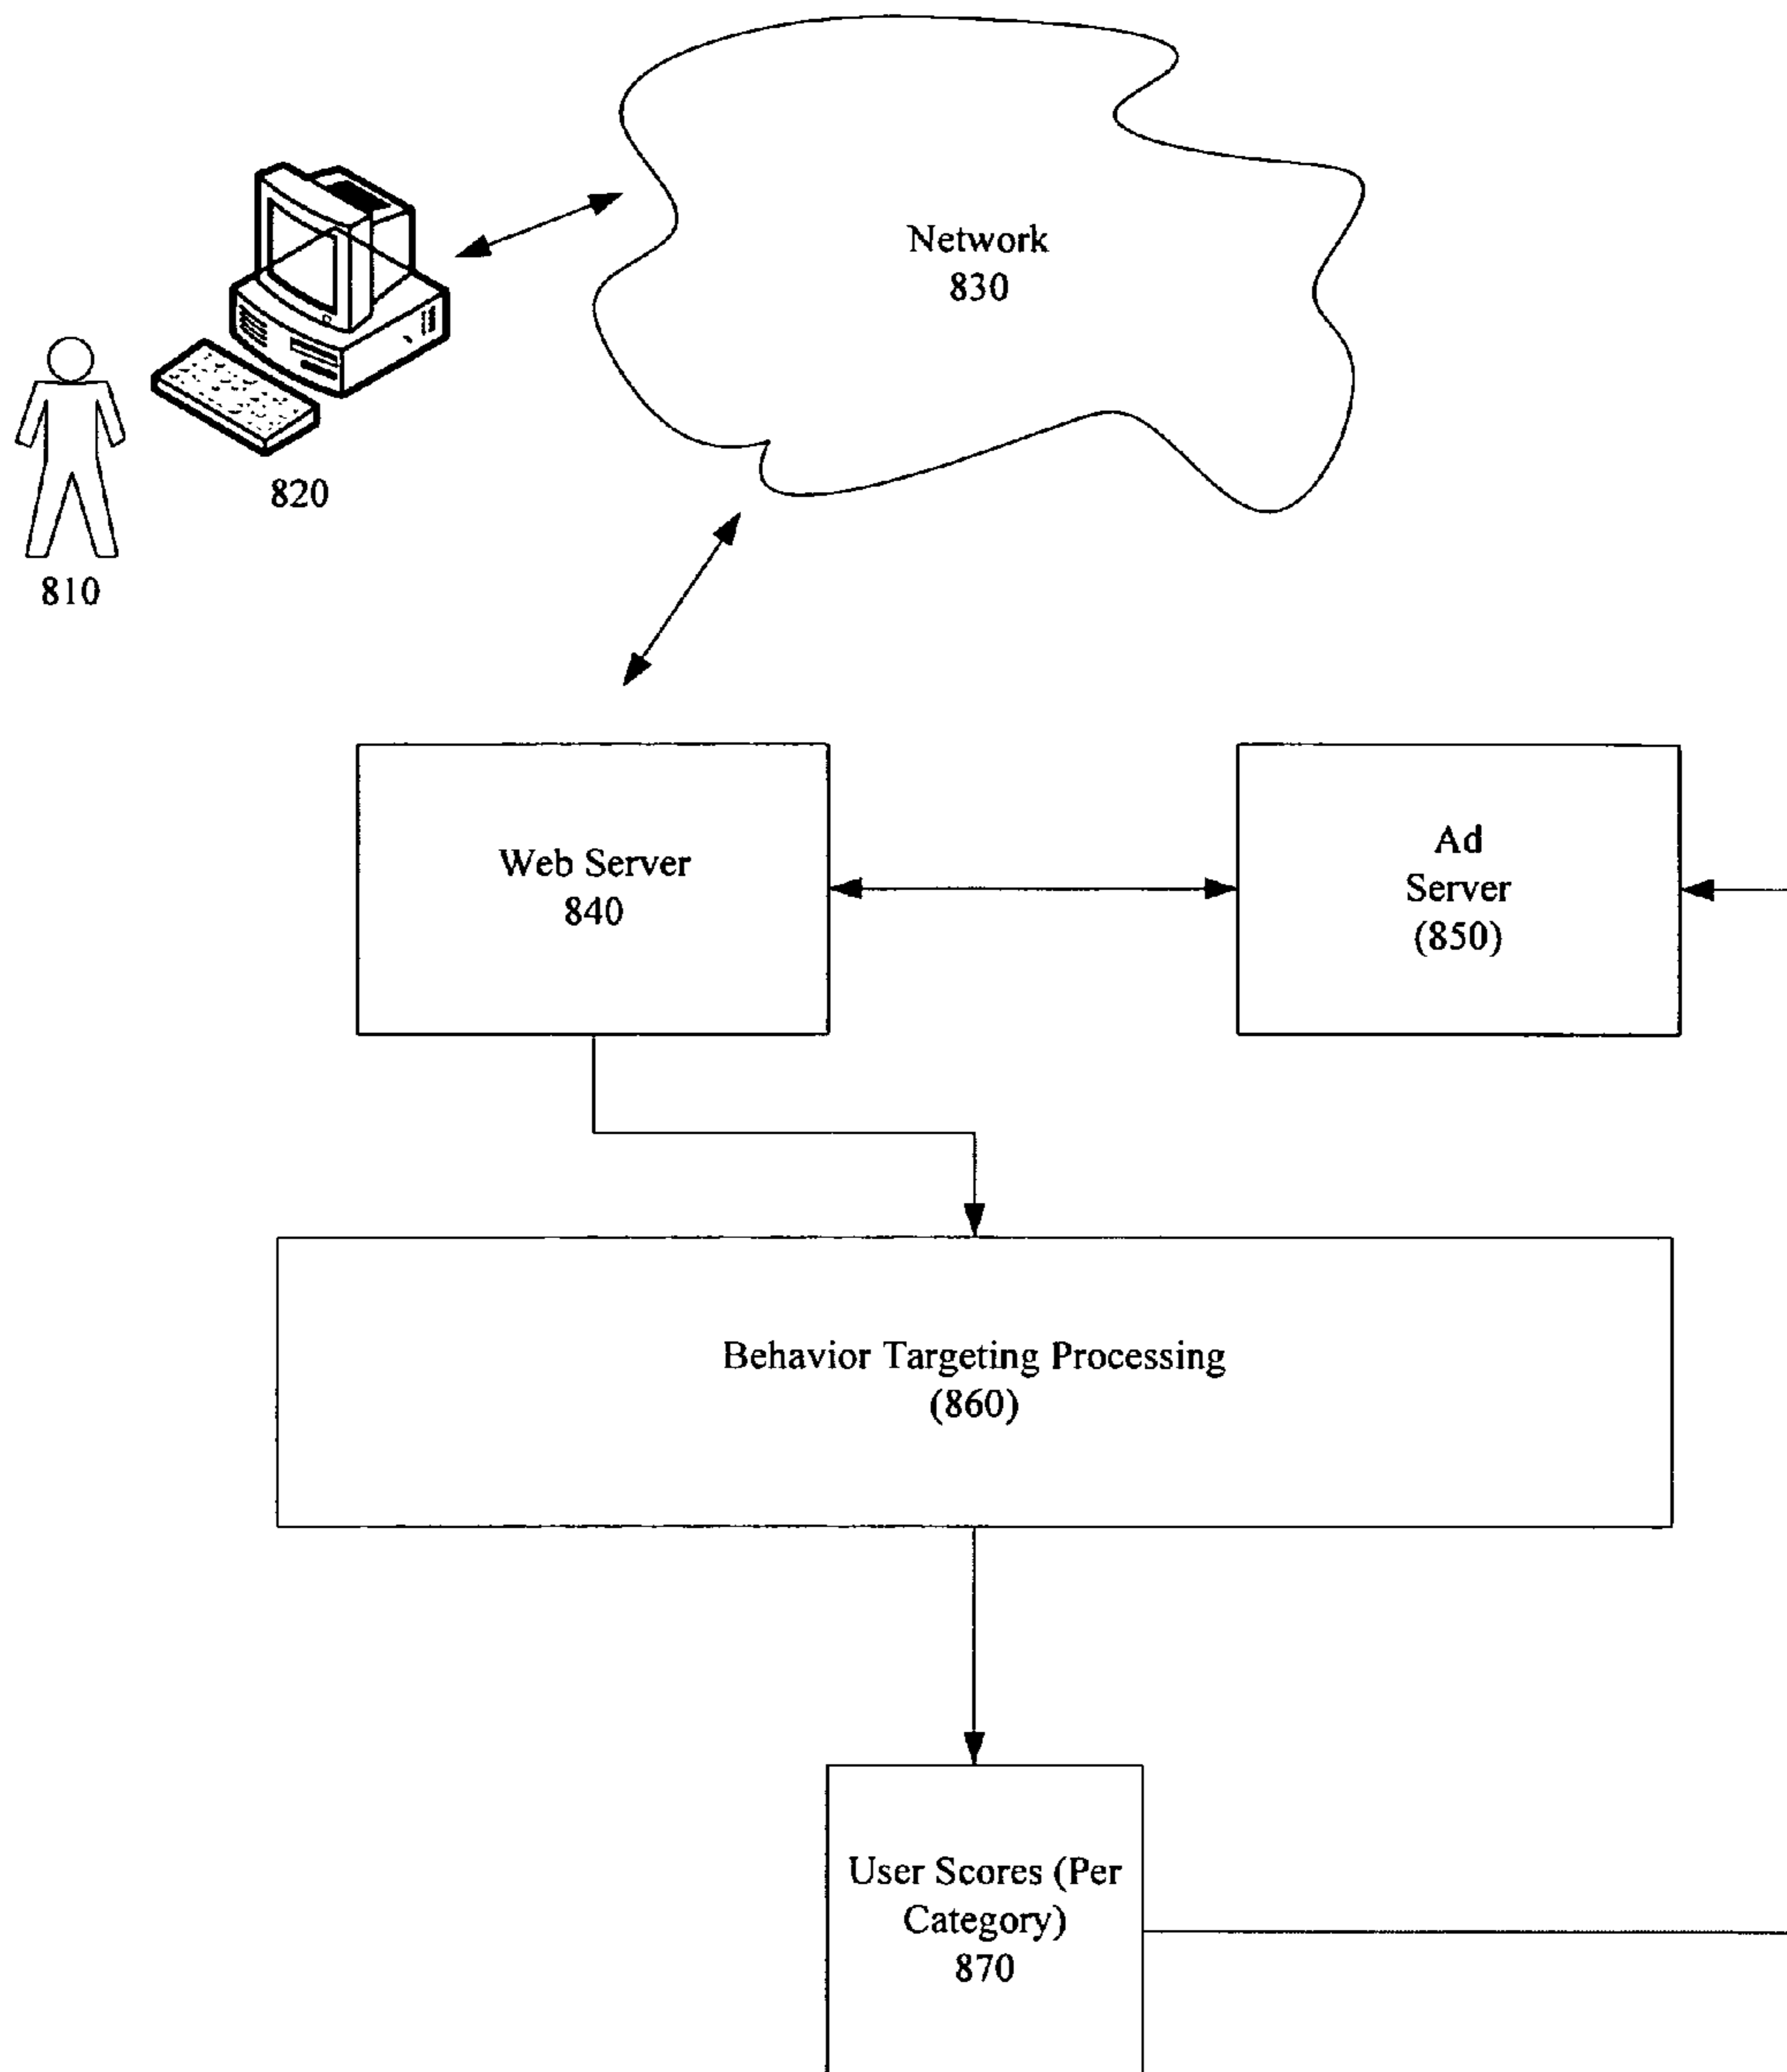 Network
830
820
810
Web Server
840
Ad
Server
(850)
Behavior Targeting Processing
(860)
User Scores (Per
Category)
870